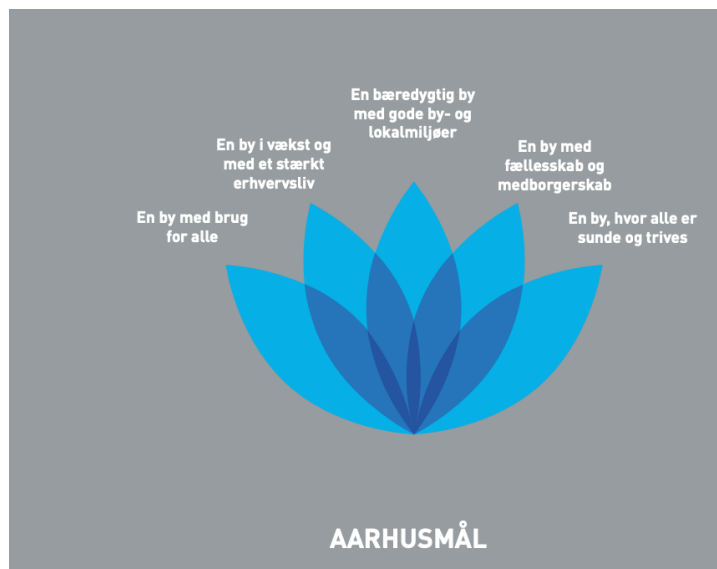 En bæredygtig by
med gode by- og
lokalmiljøer
En by i vækst og
med et stærkt
erhvervsliv
En by med
fællesskab og
medborgerskab
En by med brug
for alle
En by, hvor alle er
sunde og trives
AARHUSMÅL